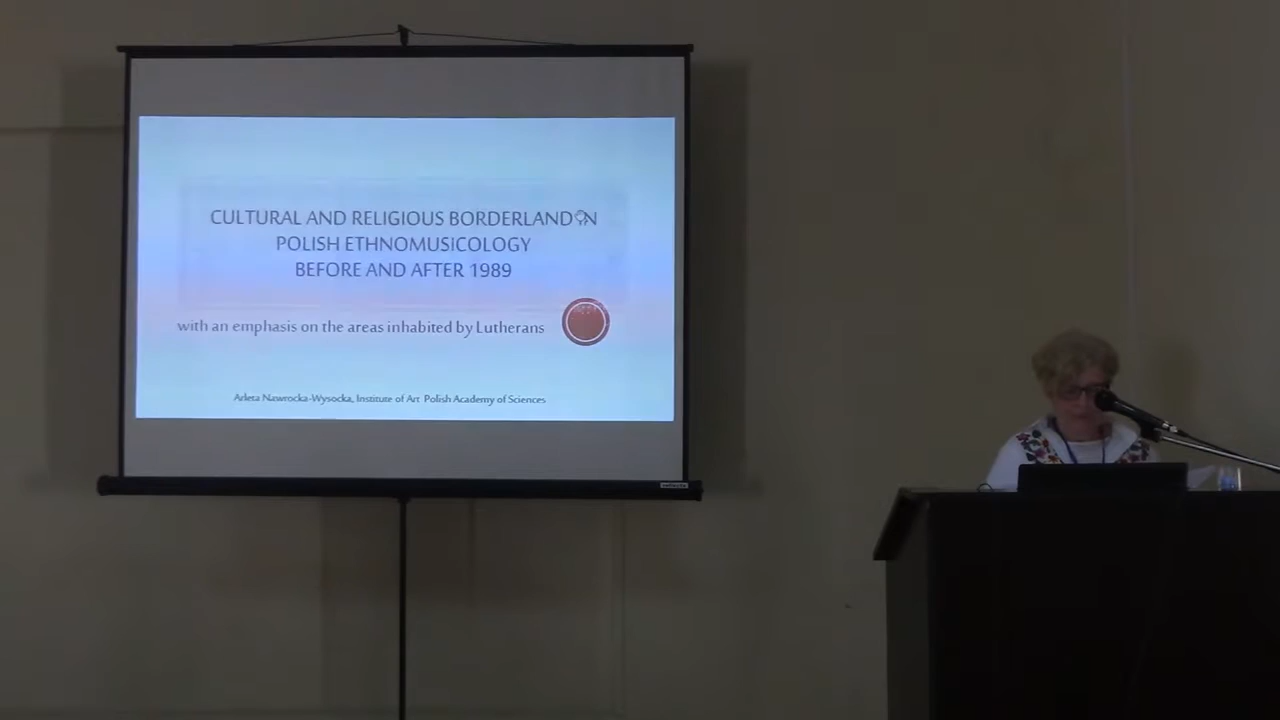 CULTURAL AND RELIGIOUS BORDERLAND IN
POLISH ETHNOMUSICOLOGY
BEFORE AND AFTER 1989
with an emphasis on the areas inhabited by Lutherans
Arleta Nawrocka-Wysocka, Institute of Art Polish Academy of Sciences